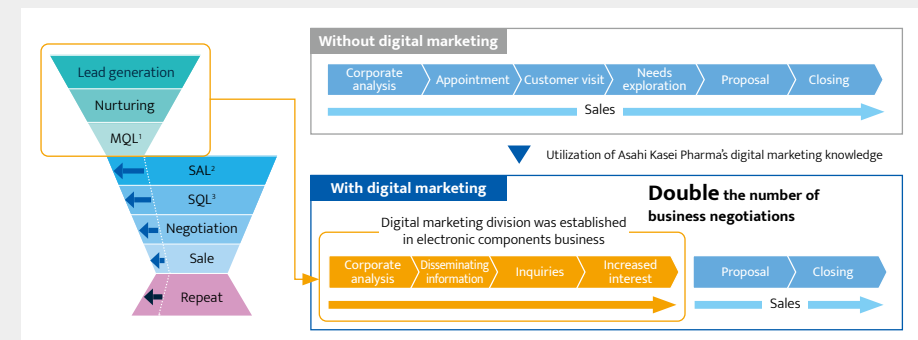 Lead generation
Nurturing
MQL¹
SAL²
SQL³
Negotiation
Sale
Repeat
Without digital marketing
Corporate
analysis
Appointment
Customer visit
Needs
exploration
Proposal
Closing
Sales
Utilization of Asahi Kasei Pharma's digital marketing knowledge
With digital marketing
Double the number of
business negotiations
Digital marketing division was established
in electronic components business
Corporate
analysis
Disseminating
information
Inquiries
Increased
interest
Proposal
Closing
Sales